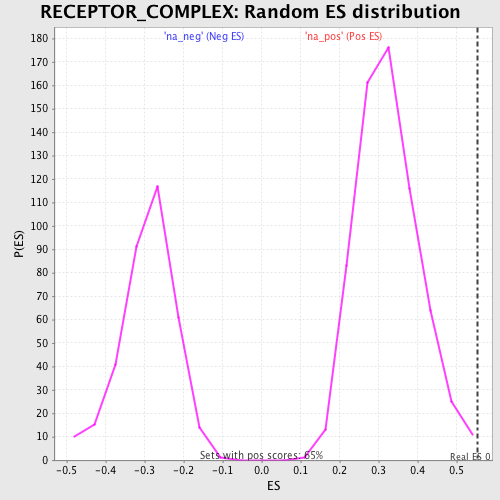 RECEPTOR_COMPLEX: Random ES distribution
'na_neg' (Neg ES) 'na_pos' (Pos ES)
180
170
160
150
140
130
120
110
100
90
80
70
60
50
40
30
20
10
0
P(ES)
Sets with pos scores: 65%
Real ES 0
-0.5 -0.4 -0.3 -0.2 -0.1 0.0 0.1 0.2 0.3 0.4 0.5
ES